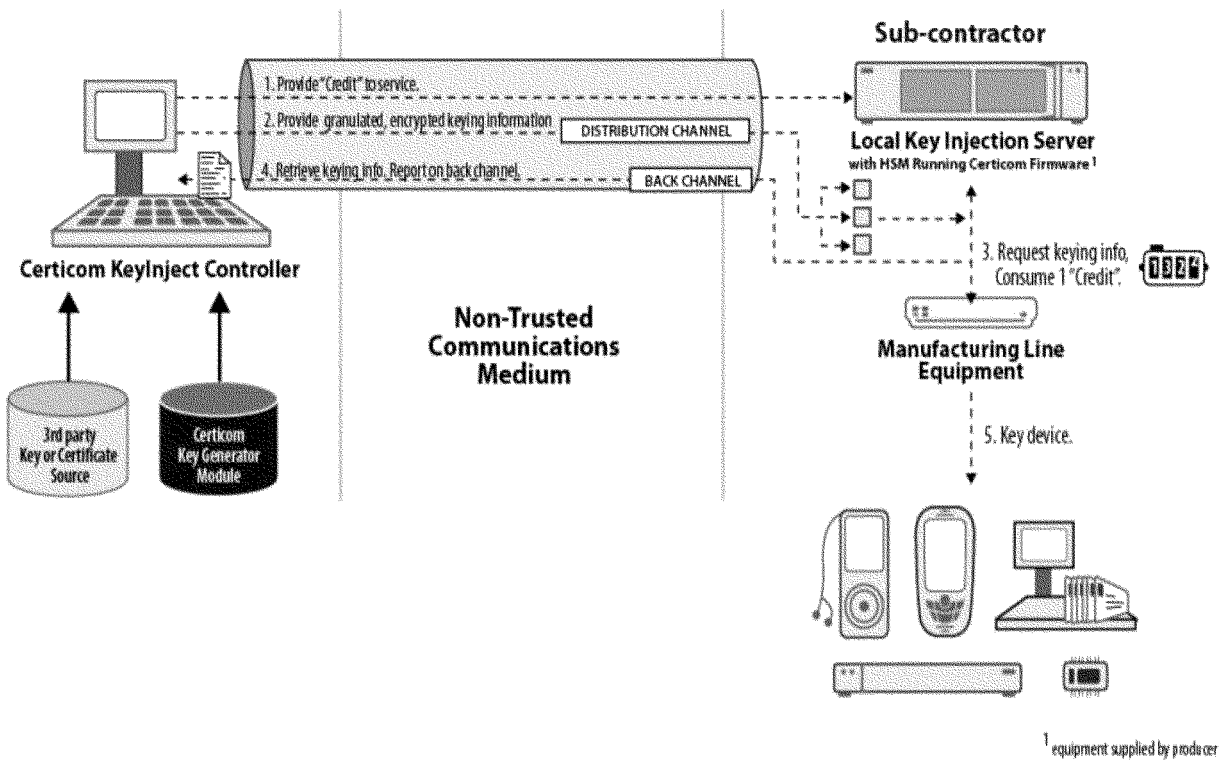 Sub-contractor
1. Provide "Credit" to service.
2. Provide granulated, encrypted keying information
DISTRIBUTION CHANNEL
4. Retrieve keying info. Report on back channel.
BACK CHANNEL
Local Key Injection Server
with HSM Running Certicom Firmware 1
Certicom KeyInject Controller
3. Request keying info,
Consume 1 "Credit".
1324
Non-Trusted
Communications
Medium
Manufacturing Line
Equipment
3rd party
Key or Certificate
Source
Certicom
Key Generator
Module
5. Key device.
1 equipment supplied by producer